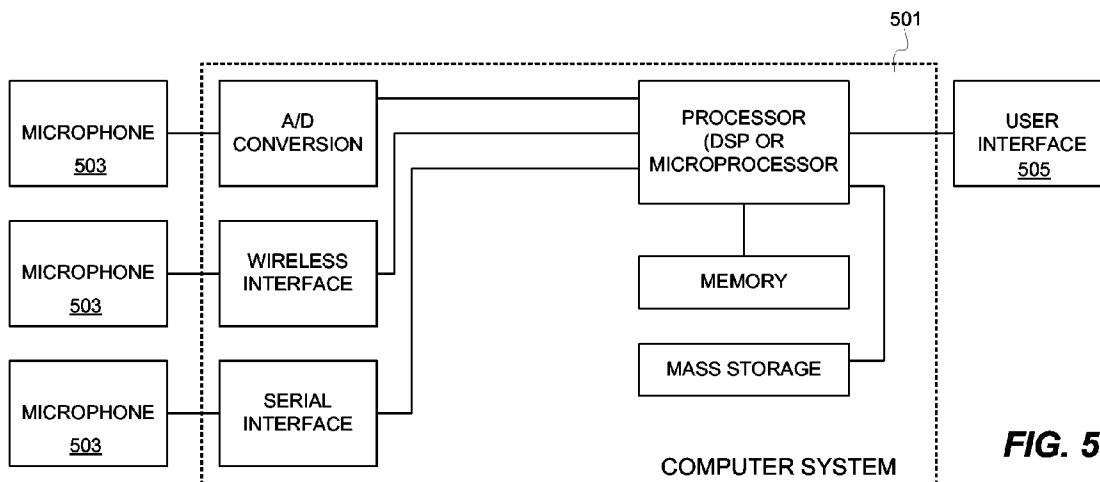 501
MICROPHONE
503
A/D
CONVERSION
PROCESSOR
(DSP OR
MICROPROCESSOR
USER
INTERFACE
505
MICROPHONE
503
WIRELESS
INTERFACE
MEMORY
MASS STORAGE
MICROPHONE
503
SERIAL
INTERFACE
COMPUTER SYSTEM
FIG. 5